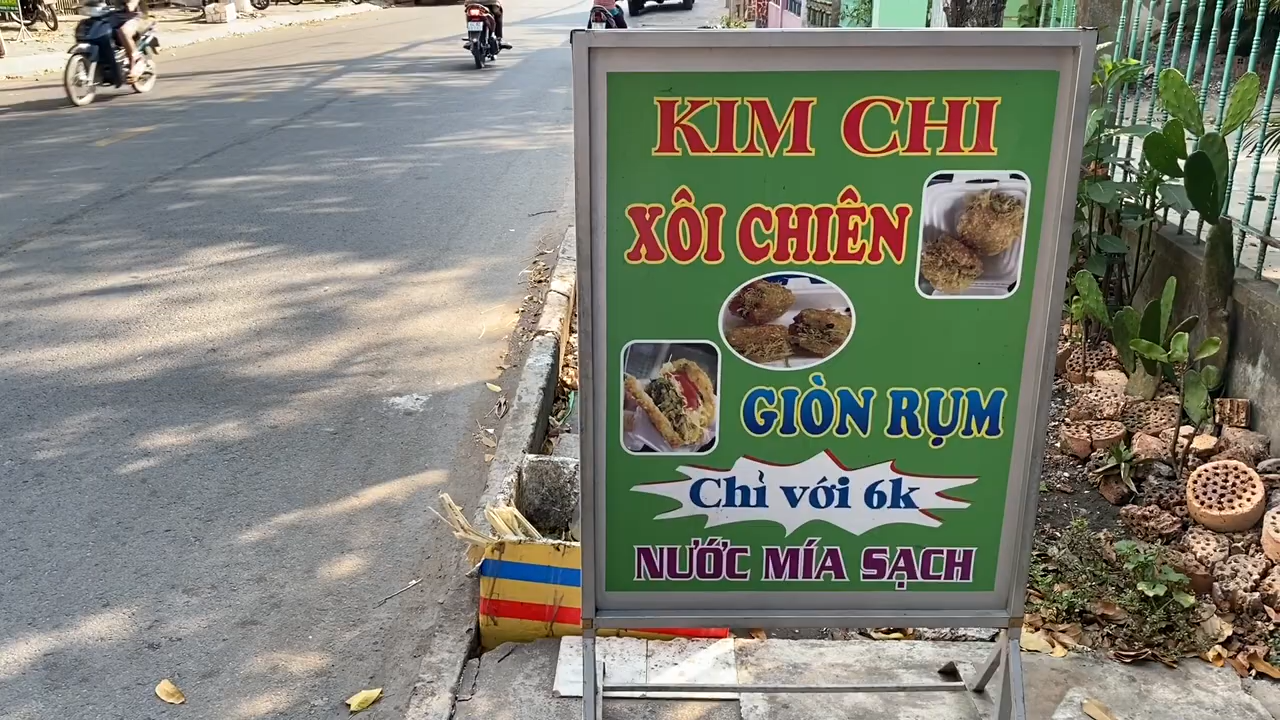 KIM CHI
XÔI CHIÊN
GIÒN RỤM
Chỉ với 6k
NƯỚC MÍA SẠCH